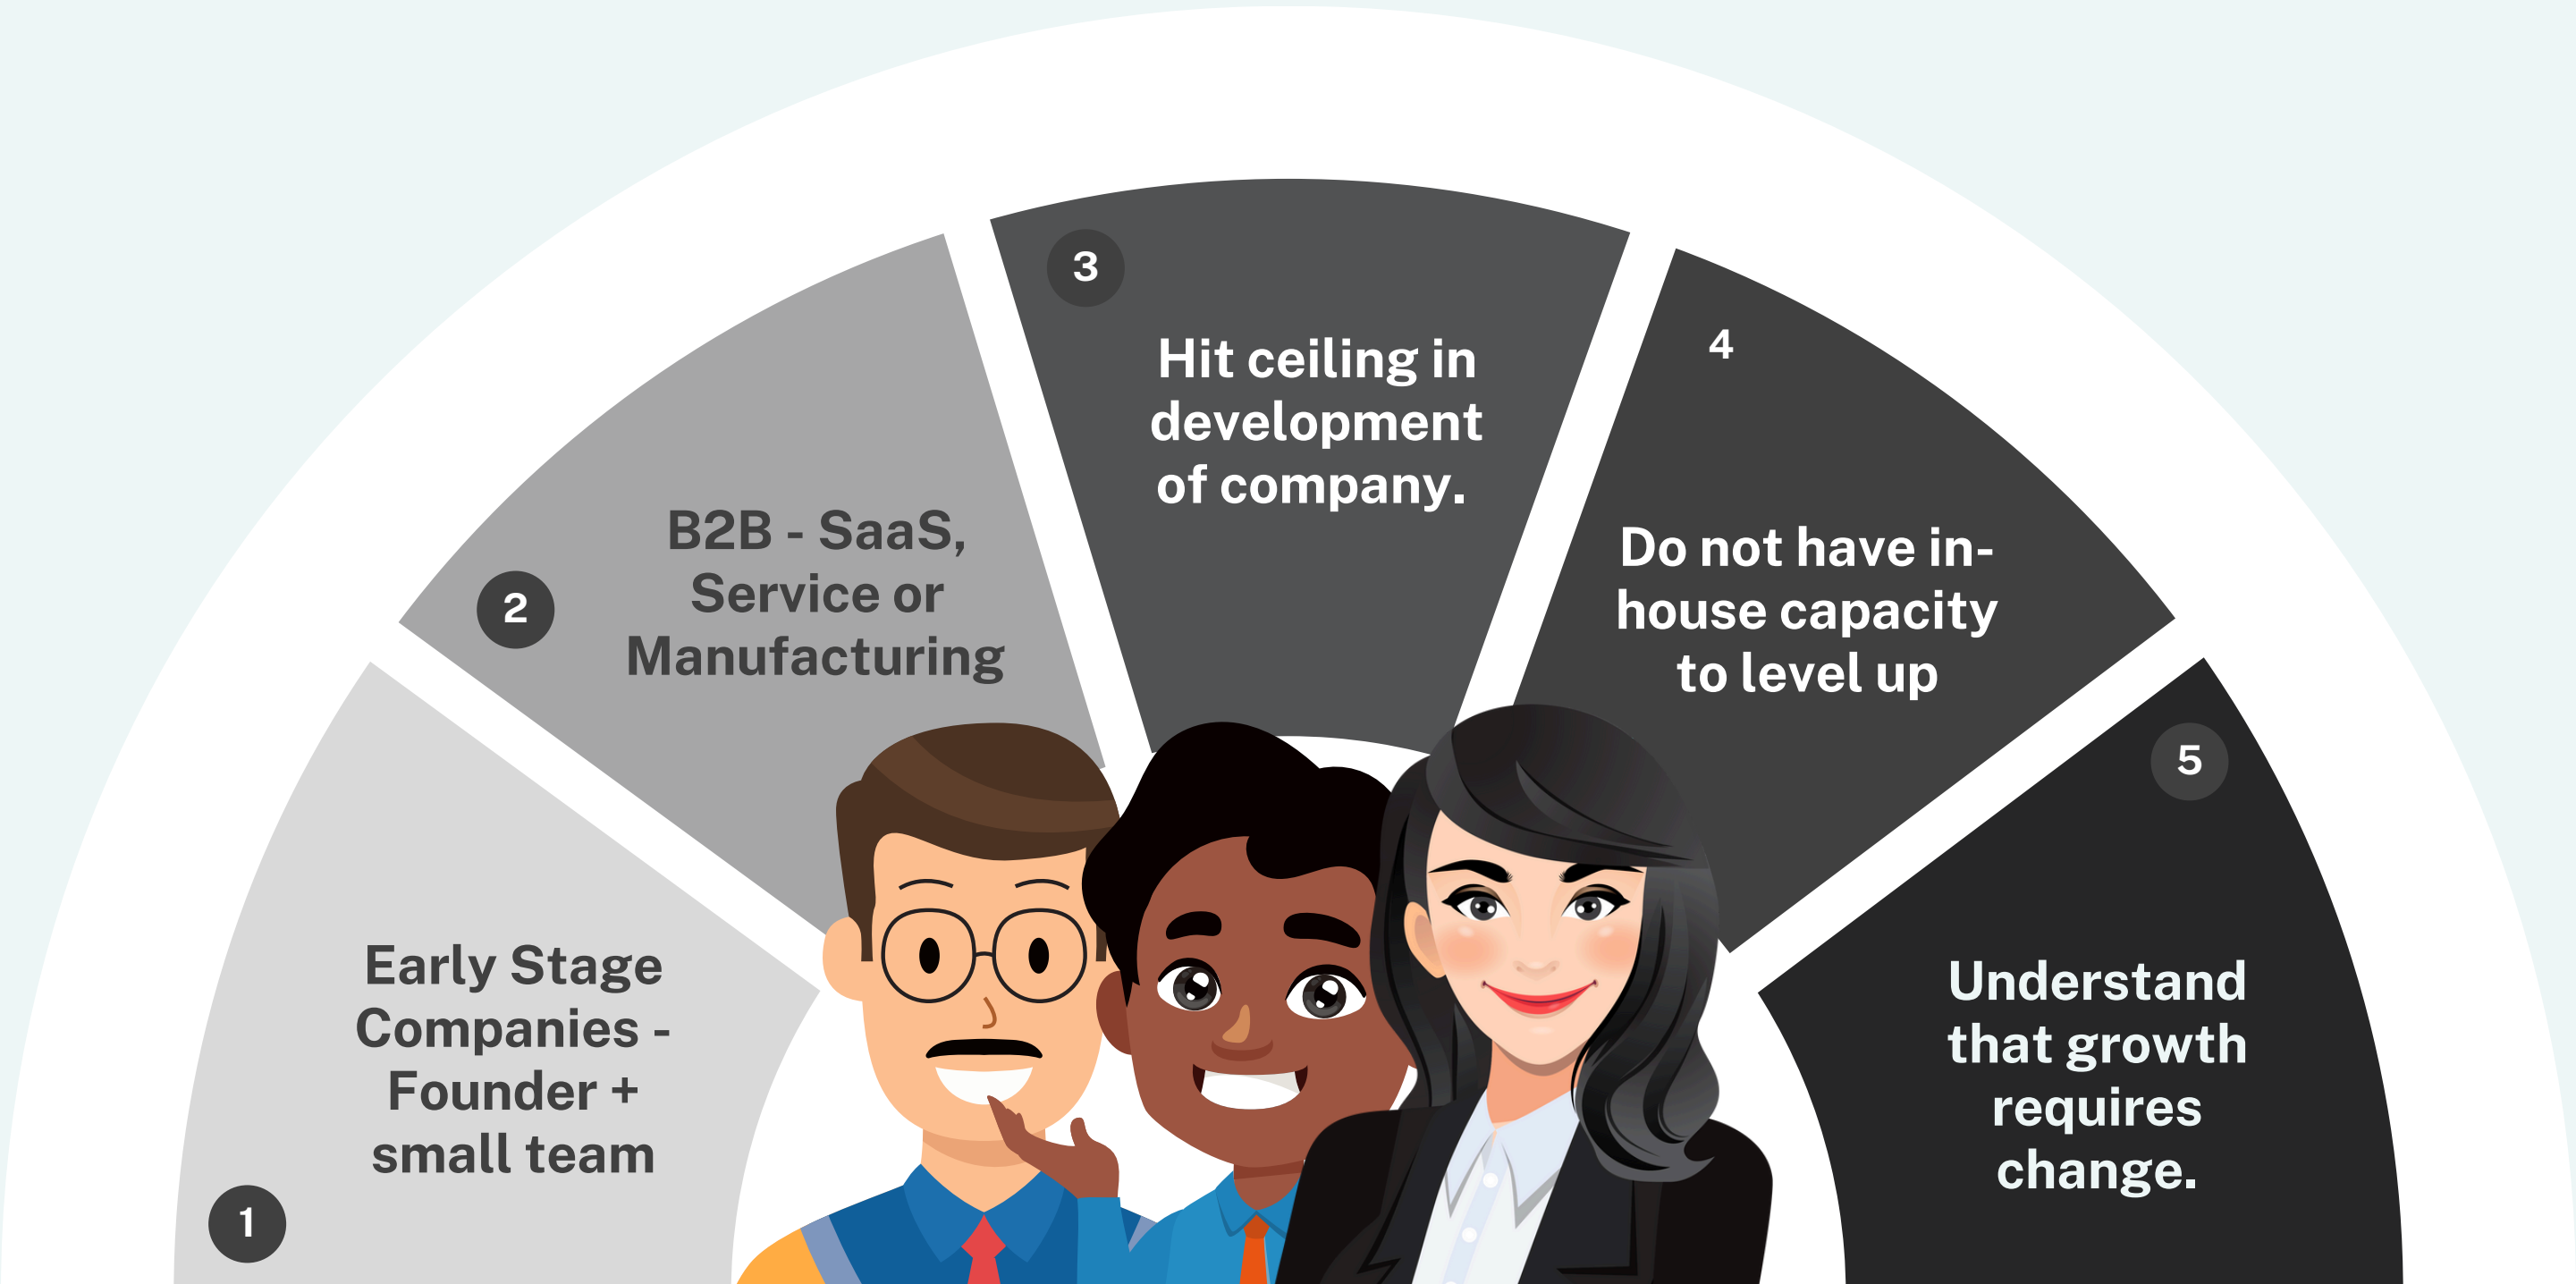 1
Early Stage
Companies -
Founder +
small team
2
B2B - SaaS,
Service or
Manufacturing
3
Hit ceiling in
development
of company.
4
Do not have in-
house capacity
to level up
5
Understand
that growth
requires
change.